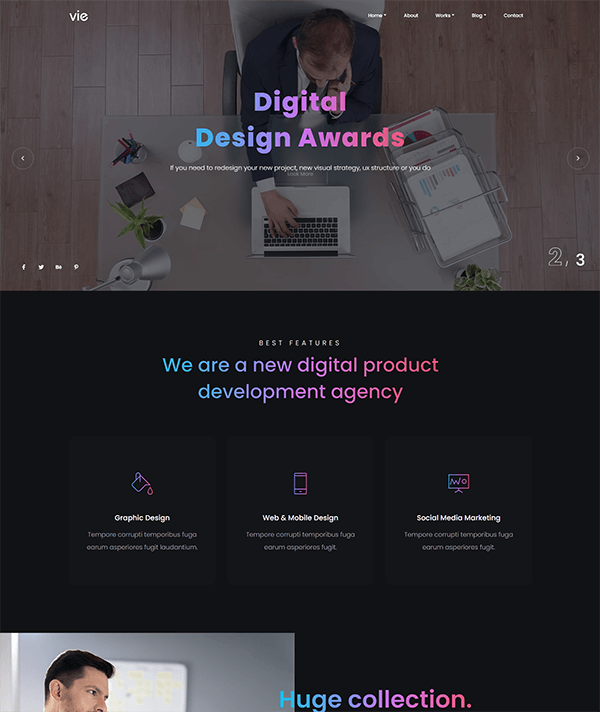 vie
Home
About
Works
Blog
Contact
Digital
Design Awards
If you need to redesign your new project, new visual strategy, ux structure or you do
Look More
2 / 3
BEST FEATURES
We are a new digital product
development agency
Graphic Design
Tempore corrupti temporibus fuga
earum asperiores fugit laudantium.
Web & Mobile Design
Tempore corrupti temporibus fuga
earum asperiores fugit.
Social Media Marketing
Tempore corrupti temporibus fuga
earum asperiores fugit.
Huge collection.